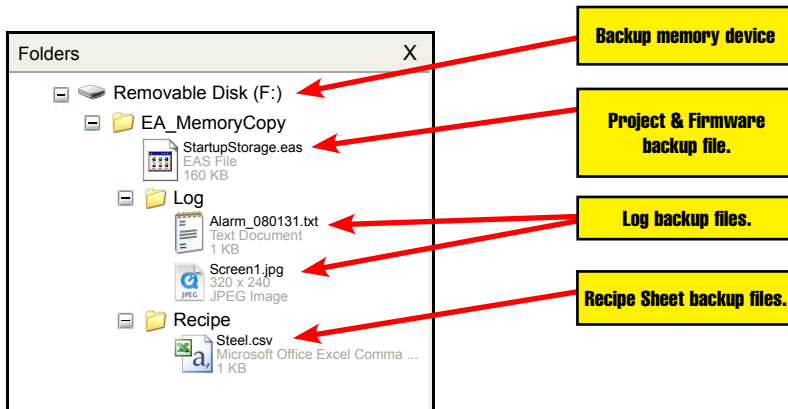 Backup memory device
Folders X
Removable Disk (F:)
EA_MemoryCopy
Project & Firmware
backup file.
StartupStorage.eas
EAS File
160 KB
Log
Log backup files.
Alarm_080131.txt
Text Document
1 KB
Screen1.jpg
320 x 240
JPEG Image
JPEG
Recipe Sheet backup files.
Recipe
Steel.csv
Microsoft Office Excel Comma ...
1 KB
a,